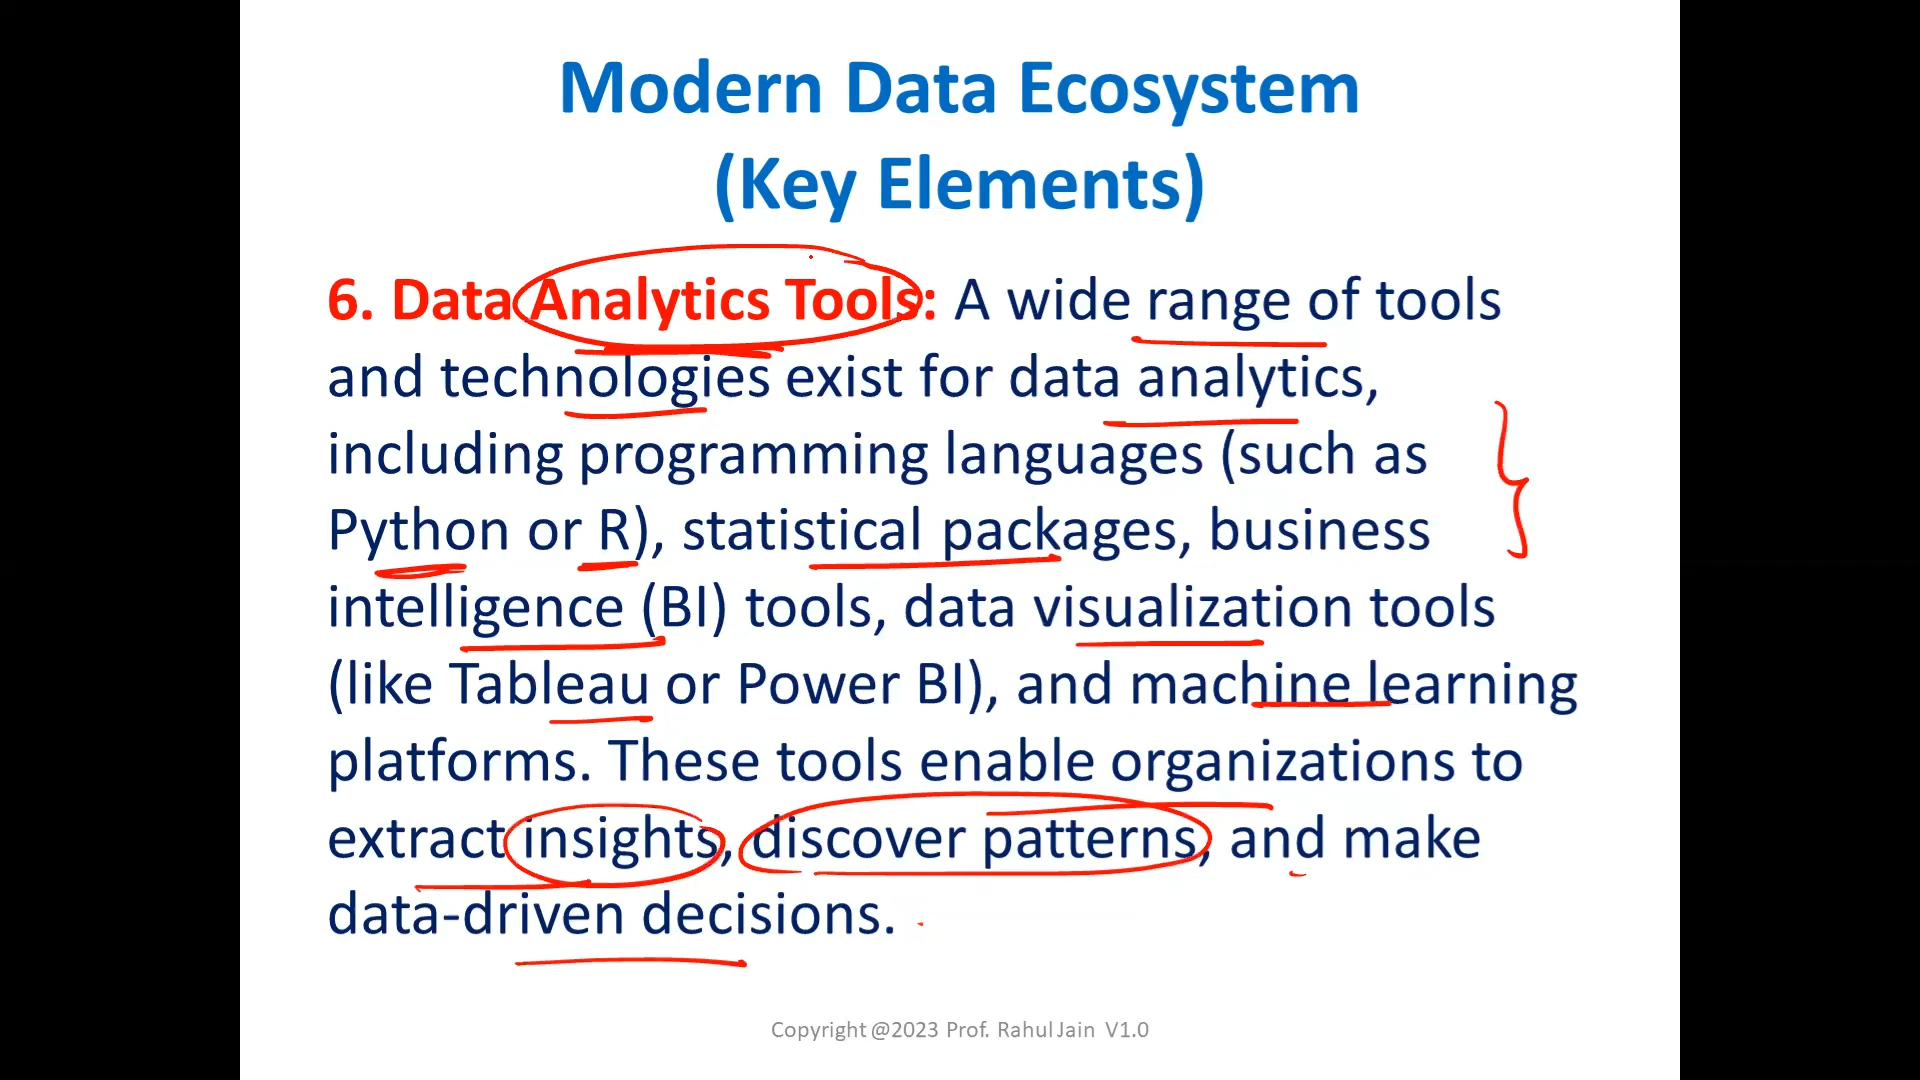 Modern Data Ecosystem
(Key Elements)
6. Data Analytics Tools: A wide range of tools
and technologies exist for data analytics,
including programming languages (such as
Python or R), statistical packages, business
intelligence (BI) tools, data visualization tools
(like Tableau or Power BI), and machine learning
platforms. These tools enable organizations to
extract insights, discover patterns, and make
data-driven decisions.
Copyright @2023 Prof. Rahul Jain V1.0